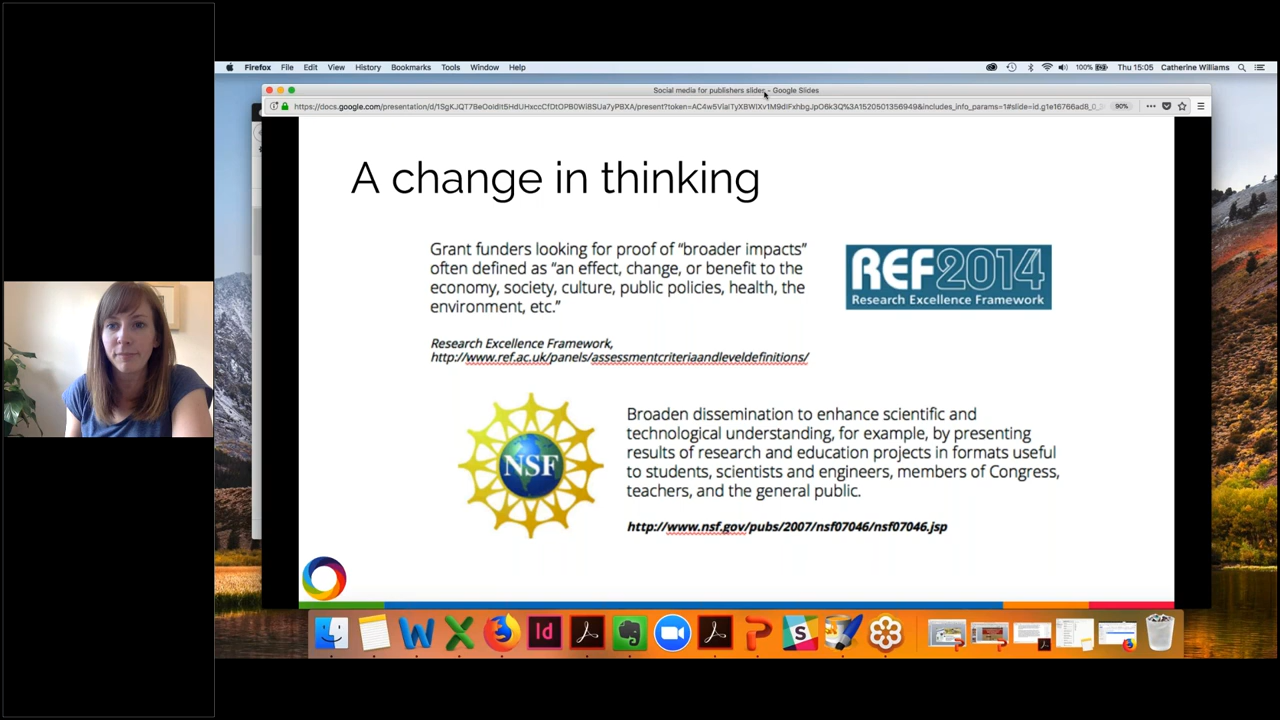 Firefox File Edit View History Bookmarks Tools Window Help 100% Thu 15:05 Catherine Williams
Social media for publishers slides - Google Slides
90%
A change in thinking
Grant funders looking for proof of “broader impacts”
often defined as “an effect, change, or benefit to the
economy, society, culture, public policies, health, the
environment, etc.”
REF2014
Research Excellence Framework
Research Excellence Framework,
http://www.ref.ac.uk/panels/assessmentcriteriaandleveldefinitions/
NSF
Broaden dissemination to enhance scientific and
technological understanding, for example, by presenting
results of research and education projects in formats useful
to students, scientists and engineers, members of Congress,
teachers, and the general public.
http://www.nsf.gov/pubs/2007/nsf07046/nsf07046.jsp